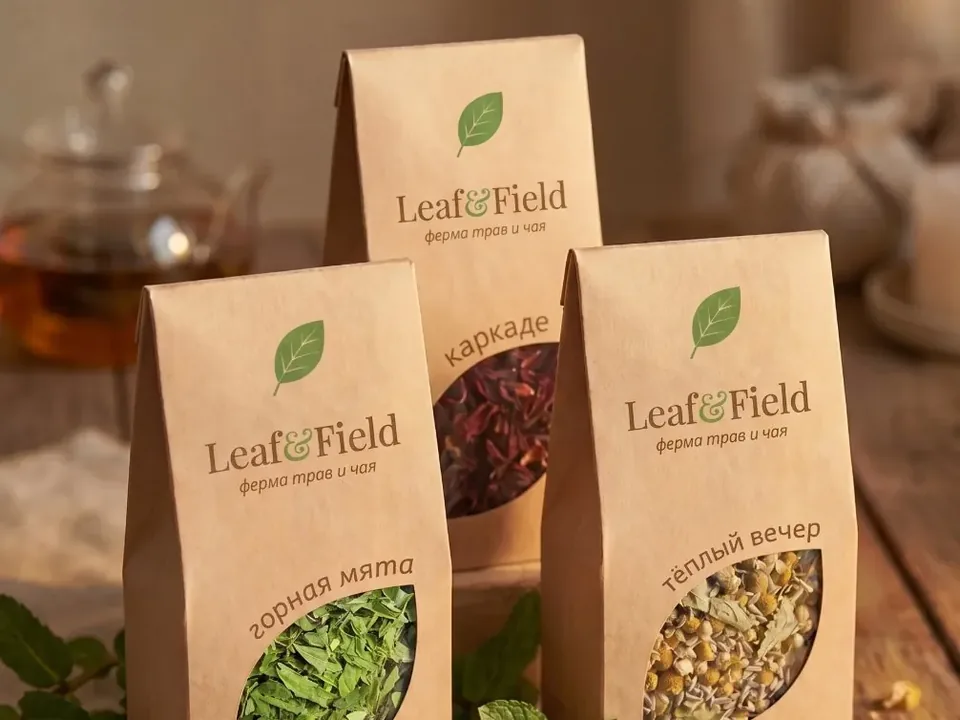 Leaf&Field
ферма трав и чая
каркаде
Leaf&Field
ферма трав и чая
горная мята
Leaf&Field
ферма трав и чая
тёплый вечер